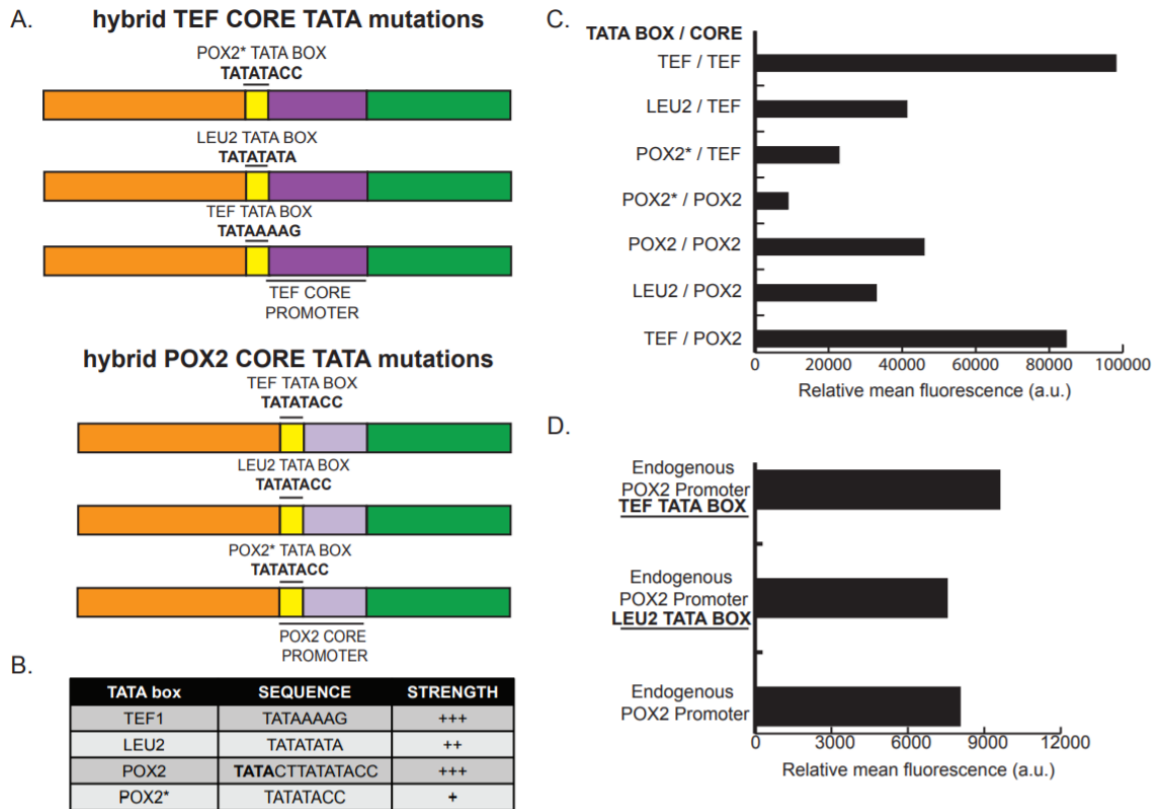 A.
hybrid TEF CORE TATA mutations
POX2* TATA BOX
TATATACC
LEU2 TATA BOX
TATATATA
TEF TATA BOX
TATAAAAG
TEF CORE
PROMOTER
hybrid POX2 CORE TATA mutations
TEF TATA BOX
TATATACC
LEU2 TATA BOX
TATATACC
POX2* TATA BOX
TATATACC
POX2 CORE
PROMOTER
B.
TATA box SEQUENCE STRENGTH
TEF1 TATAAAAG +++
LEU2 TATATATA ++
POX2 TATACTTATATACC +++
POX2* TATATACC +
C.
TATA BOX / CORE
TEF / TEF
LEU2 / TEF
POX2* / TEF
POX2* / POX2
POX2 / POX2
LEU2 / POX2
TEF / POX2
0 20000 40000 60000 80000 100000
Relative mean fluorescence (a.u.)
D.
Endogenous
POX2 Promoter
TEF TATA BOX
Endogenous
POX2 Promoter
LEU2 TATA BOX
Endogenous
POX2 Promoter
0 3000 6000 9000 12000
Relative mean fluorescence (a.u.)